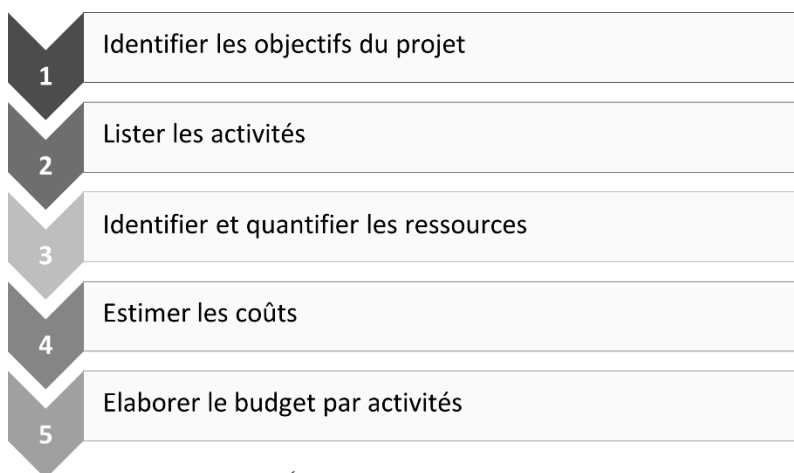 1
Identifier les objectifs du projet
2
Lister les activités
3
Identifier et quantifier les ressources
4
Estimer les coûts
5
Elaborer le budget par activités